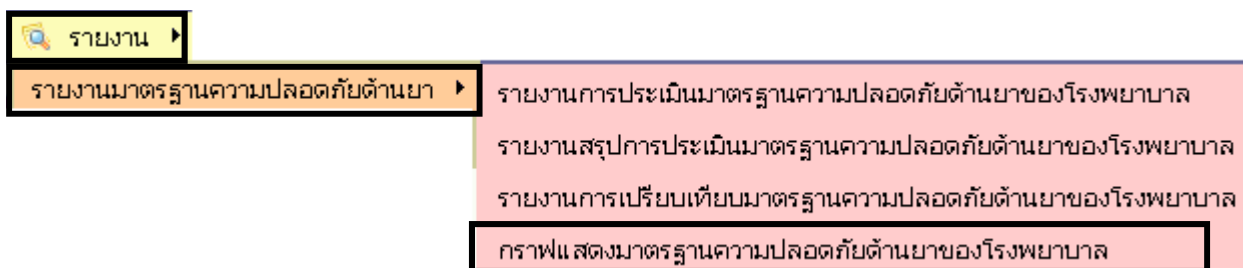 รายงาน
รายงานมาตรฐานความปลอดภัยด้านยา
รายงานการประเมินมาตรฐานความปลอดภัยด้านยาของโรงพยาบาล
รายงานสรุปการประเมินมาตรฐานความปลอดภัยด้านยาของโรงพยาบาล
รายงานการเปรียบเทียบมาตรฐานความปลอดภัยด้านยาของโรงพยาบาล
กราฟแสดงมาตรฐานความปลอดภัยด้านยาของโรงพยาบาล